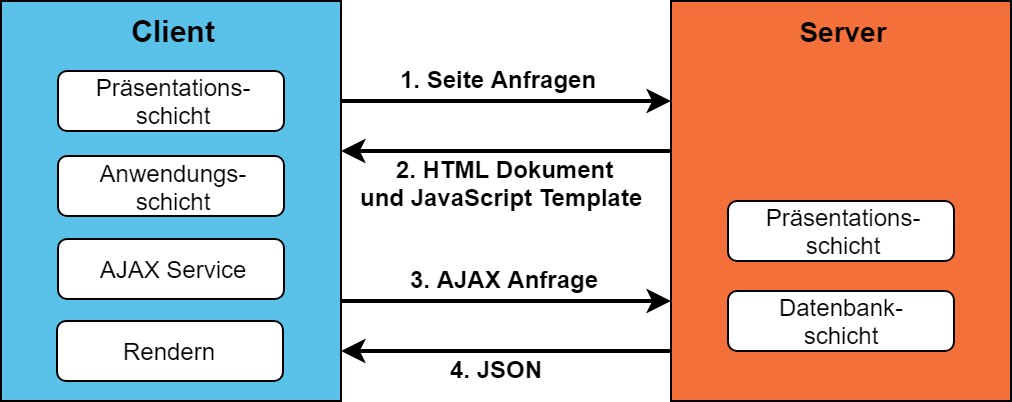 Client
Präsentations-
schicht
Anwendungs-
schicht
AJAX Service
Rendern
1. Seite Anfragen
2. HTML Dokument
und JavaScript Template
3. AJAX Anfrage
4. JSON
Server
Präsentations-
schicht
Datenbank-
schicht